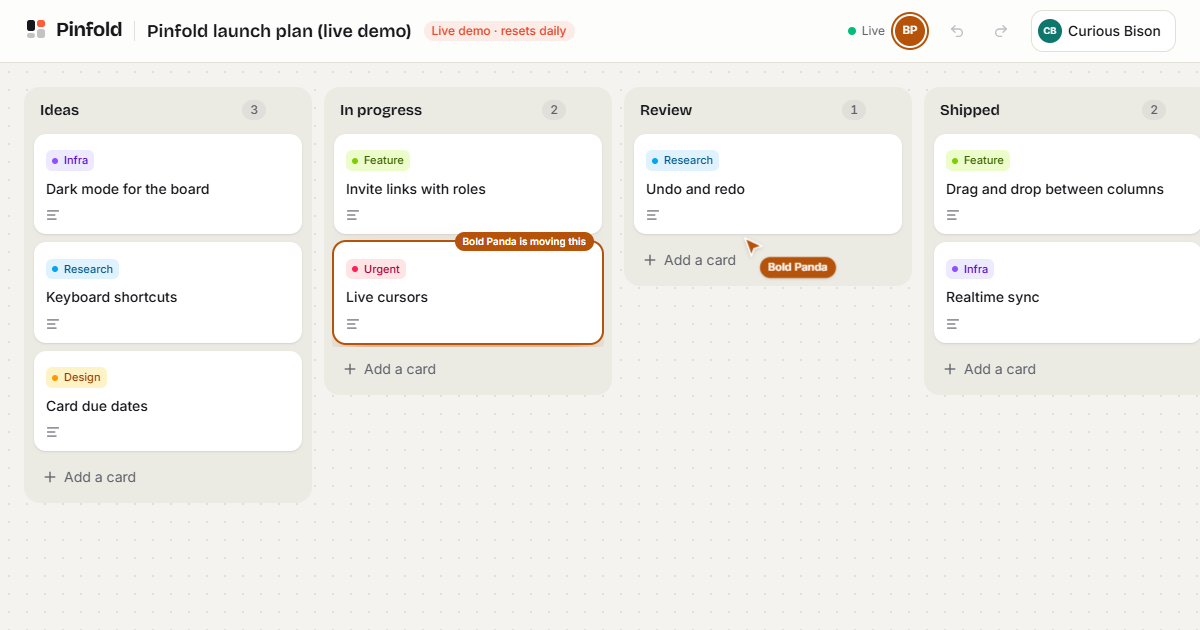 Pinfold
Pinfold launch plan (live demo)
Live demo · resets daily
Live
BP
CB
Curious Bison
Ideas
3
Infra
Dark mode for the board
Research
Keyboard shortcuts
Design
Card due dates
+ Add a card
In progress
2
Feature
Invite links with roles
Bold Panda is moving this
Urgent
Live cursors
+ Add a card
Review
1
Research
Undo and redo
+ Add a card
Bold Panda
Shipped
2
Feature
Drag and drop between columns
Infra
Realtime sync
+ Add a card